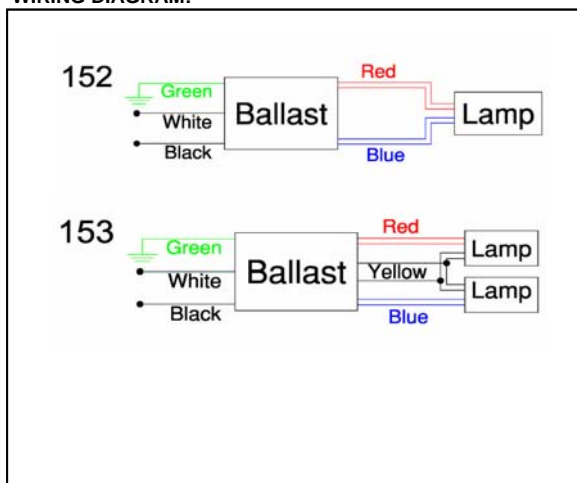 WIRING DIAGRAM:
152
Green
White
Black
Ballast
Red
Blue
Lamp
153
Green
White
Black
Ballast
Red
Yellow
Blue
Lamp
Lamp